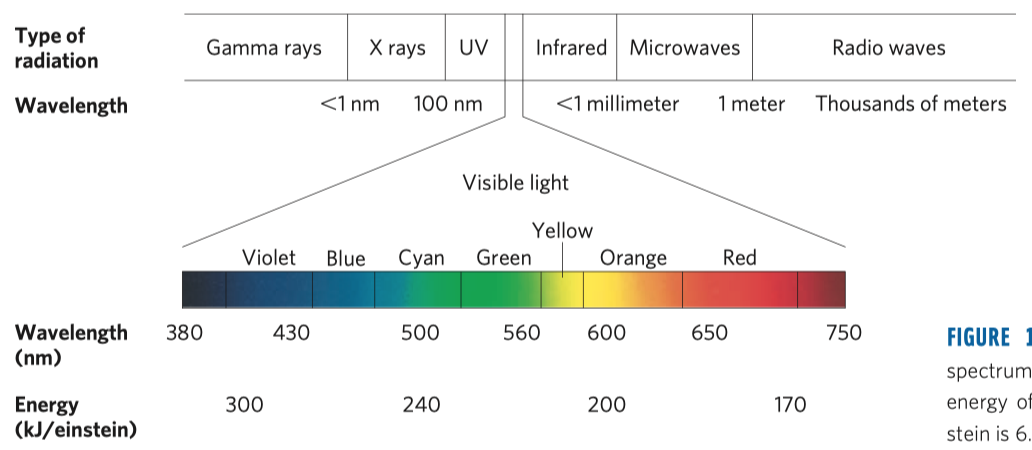 Type of radiation
Gamma rays X rays UV Infrared Microwaves Radio waves
Wavelength <1 nm 100 nm <1 millimeter 1 meter Thousands of meters
Visible light
Yellow
Violet Blue Cyan Green Orange Red
Wavelength (nm) 380 430 500 560 600 650 750
Energy (kJ/einstein) 300 240 200 170
FIGURE 1
spectrum
energy of
stein is 6.